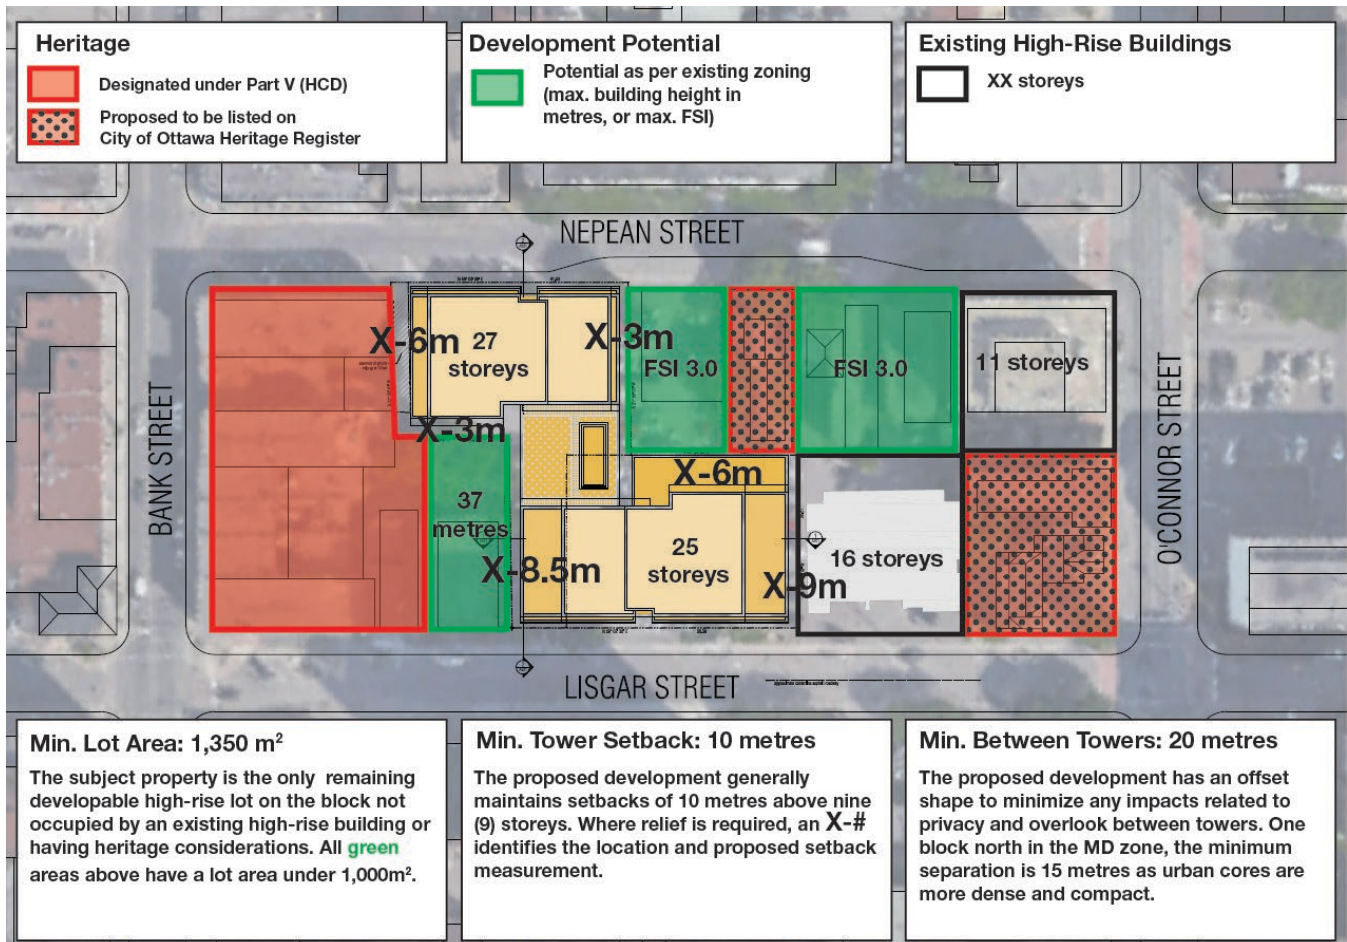 Heritage
Designated under Part V (HCD)
Proposed to be listed on
City of Ottawa Heritage Register
Development Potential
Potential as per existing zoning
(max. building height in
metres, or max. FSI)
Existing High-Rise Buildings
XX storeys
NEPEAN STREET
BANK STREET
O'CONNOR STREET
LISGAR STREET
X-6m
27
storeys
X-3m
FSI 3.0
FSI 3.0
11 storeys
X-3m
37
metres
X-6m
X-8.5m
25
storeys
X-9m
16 storeys
Min. Lot Area: 1,350 m²
The subject property is the only remaining
developable high-rise lot on the block not
occupied by an existing high-rise building or
having heritage considerations. All green
areas above have a lot area under 1,000m².
Min. Tower Setback: 10 metres
The proposed development generally
maintains setbacks of 10 metres above nine
(9) storeys. Where relief is required, an X-#
identifies the location and proposed setback
measurement.
Min. Between Towers: 20 metres
The proposed development has an offset
shape to minimize any impacts related to
privacy and overlook between towers. One
block north in the MD zone, the minimum
separation is 15 metres as urban cores are
more dense and compact.